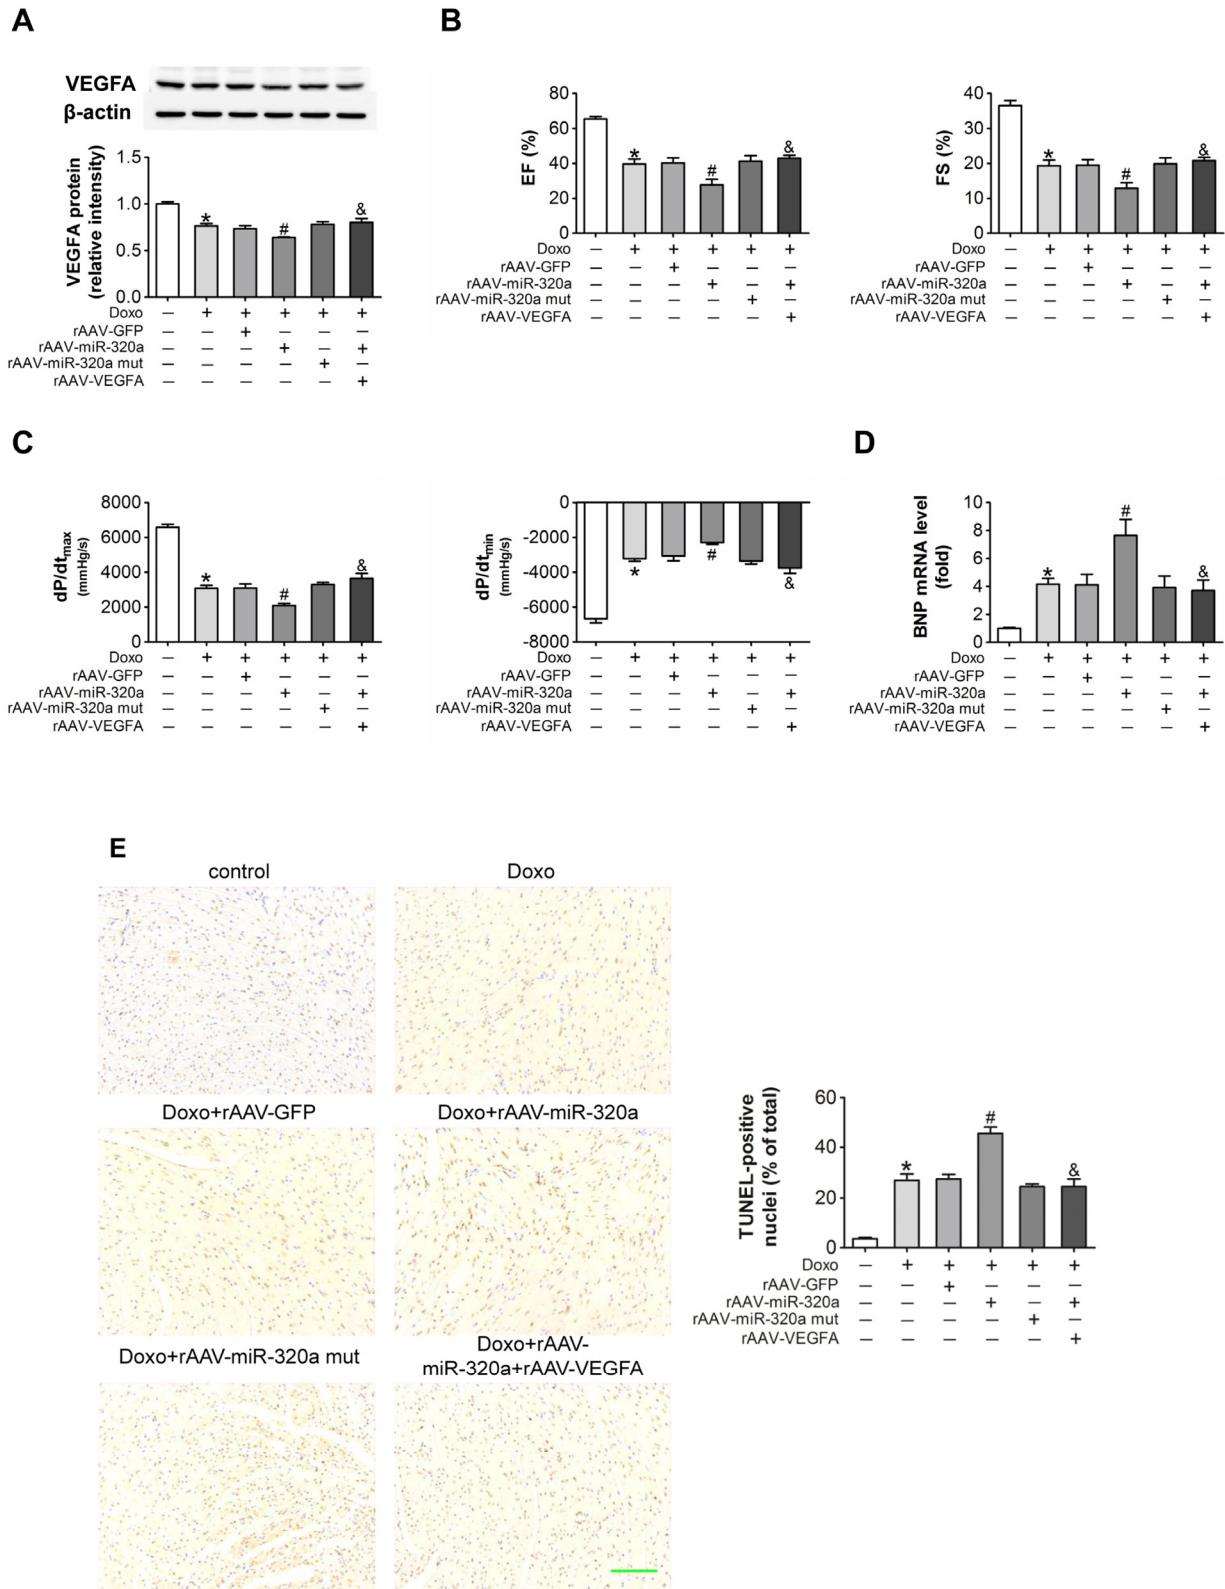 A
VEGFA
β-actin
VEGFA protein
(relative intensity)
1.5
1.0
0.5
0.0
*
#
&
Doxo – + + + + +
rAAV-GFP – – + – – –
rAAV-miR-320a – – – + – +
rAAV-miR-320a mut – – – – + –
rAAV-VEGFA – – – – – +
B
EF (%)
80
60
40
20
0
*
#
&
Doxo – + + + + +
rAAV-GFP – – + – – –
rAAV-miR-320a – – – + – +
rAAV-miR-320a mut – – – – + –
rAAV-VEGFA – – – – – +
FS (%)
40
30
20
10
0
*
#
&
Doxo – + + + + +
rAAV-GFP – – + – – –
rAAV-miR-320a – – – + – +
rAAV-miR-320a mut – – – – + –
rAAV-VEGFA – – – – – +
C
dP/dtmax
(mmHg/s)
8000
6000
4000
2000
0
*
#
&
Doxo – + + + + +
rAAV-GFP – – + – – –
rAAV-miR-320a – – – + – +
rAAV-miR-320a mut – – – – + –
rAAV-VEGFA – – – – – +
dP/dtmin
(mmHg/s)
0
-2000
-4000
-6000
-8000
*
#
&
Doxo – + + + + +
rAAV-GFP – – + – – –
rAAV-miR-320a – – – + – +
rAAV-miR-320a mut – – – – + –
rAAV-VEGFA – – – – – +
D
BNP mRNA level
(fold)
10
8
6
4
2
0
*
#
&
Doxo – + + + + +
rAAV-GFP – – + – – –
rAAV-miR-320a – – – + – +
rAAV-miR-320a mut – – – – + –
rAAV-VEGFA – – – – – +
E
control
Doxo
Doxo+rAAV-GFP
Doxo+rAAV-miR-320a
Doxo+rAAV-miR-320a mut
Doxo+rAAV-
miR-320a+rAAV-VEGFA
TUNEL-positive
nuclei (% of total)
60
40
20
0
*
#
&
Doxo – + + + + +
rAAV-GFP – – + – – –
rAAV-miR-320a – – – + – +
rAAV-miR-320a mut – – – – + –
rAAV-VEGFA – – – – – +